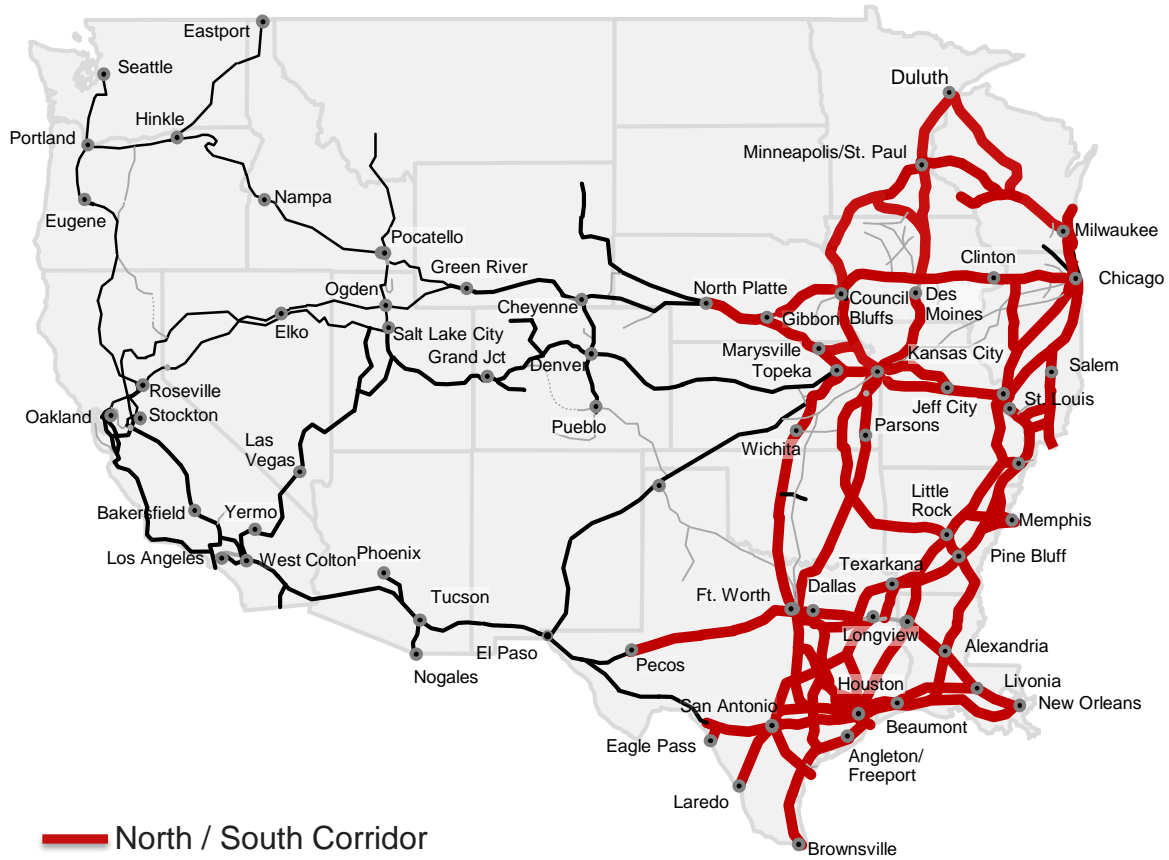 Eastport
Seattle
Duluth
Hinkle
Portland
Minneapolis/St. Paul
Nampa
Eugene
Milwaukee
Pocatello
Clinton
Green River
Chicago
North Platte
Ogden
Cheyenne
Council
Bluffs
Des
Moines
Gibbon
Elko
Salt Lake City
Marysville
Kansas City
Grand Jct
Denver
Topeka
Salem
Roseville
Jeff City
St. Louis
Oakland
Stockton
Pueblo
Parsons
Las
Vegas
Wichita
Little
Rock
Bakersfield
Yermo
Memphis
Los Angeles
West Colton
Phoenix
Pine Bluff
Texarkana
Dallas
Ft. Worth
Tucson
Longview
El Paso
Alexandria
Pecos
Nogales
Houston
Livonia
San Antonio
New Orleans
Beaumont
Eagle Pass
Angleton/
Freeport
Laredo
North / South Corridor
Brownsville